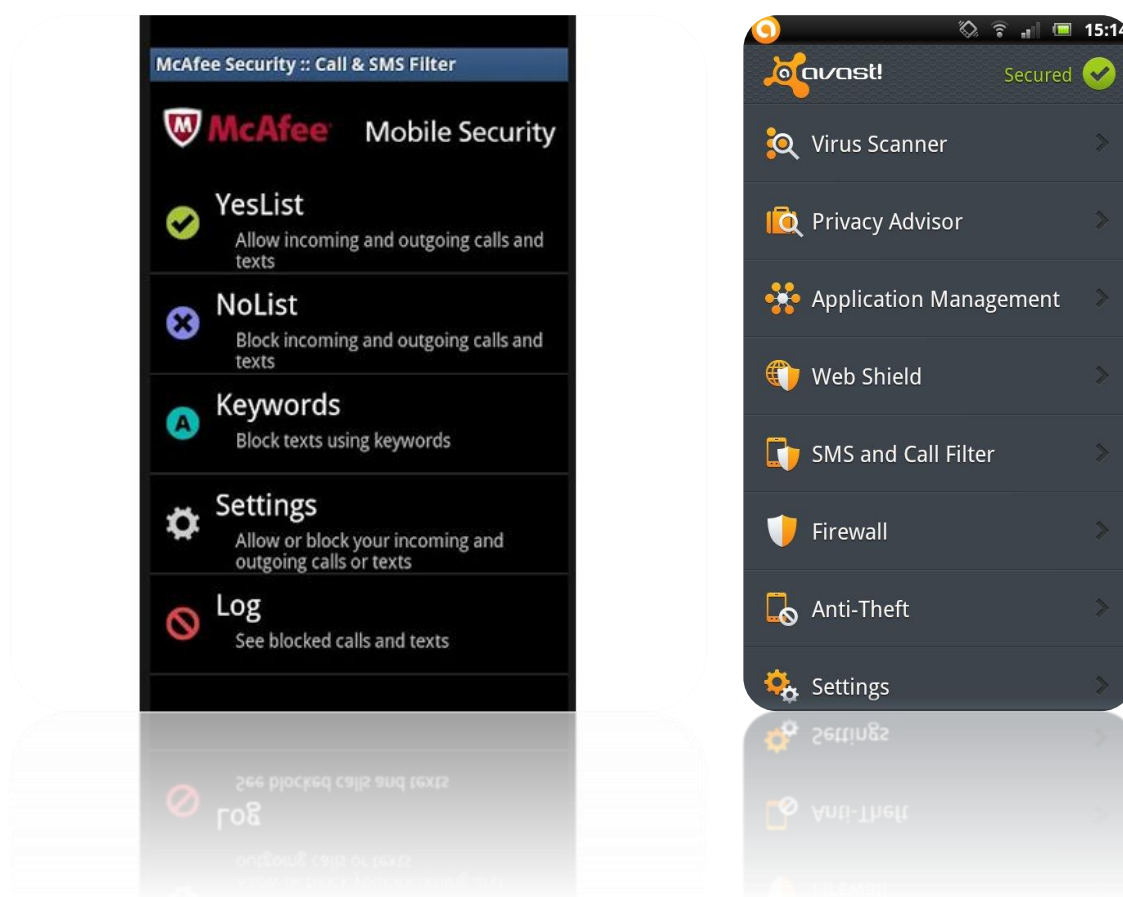 McAfee Security :: Call & SMS Filter
McAfee Mobile Security
YesList
Allow incoming and outgoing calls and
texts
NoList
Block incoming and outgoing calls and
texts
Keywords
Block texts using keywords
Settings
Allow or block your incoming and
outgoing calls or texts
Log
See blocked calls and texts
15:14
avast! Secured
Virus Scanner
Privacy Advisor
Application Management
Web Shield
SMS and Call Filter
Firewall
Anti-Theft
Settings